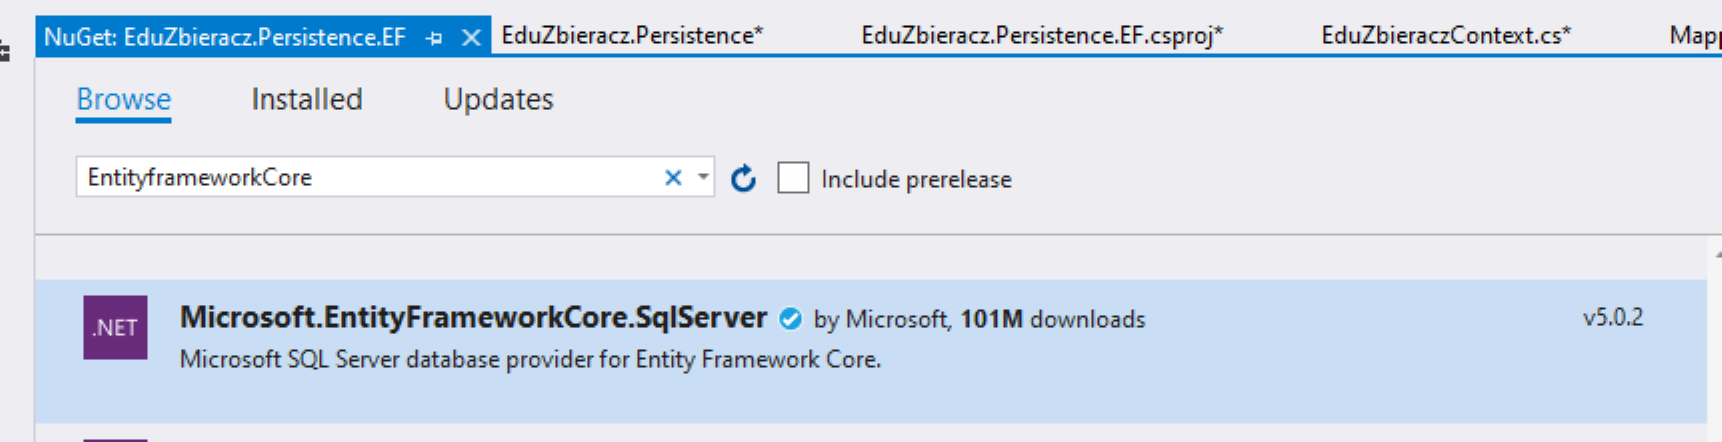 NuGet: EduZbieracz.Persistence.EF EduZbieracz.Persistence* EduZbieracz.Persistence.EF.csproj* EduZbieraczContext.cs*
Browse Installed Updates
EntityframeworkCore Include prerelease
.NET Microsoft.EntityFrameworkCore.SqlServer by Microsoft, 101M downloads v5.0.2
Microsoft SQL Server database provider for Entity Framework Core.